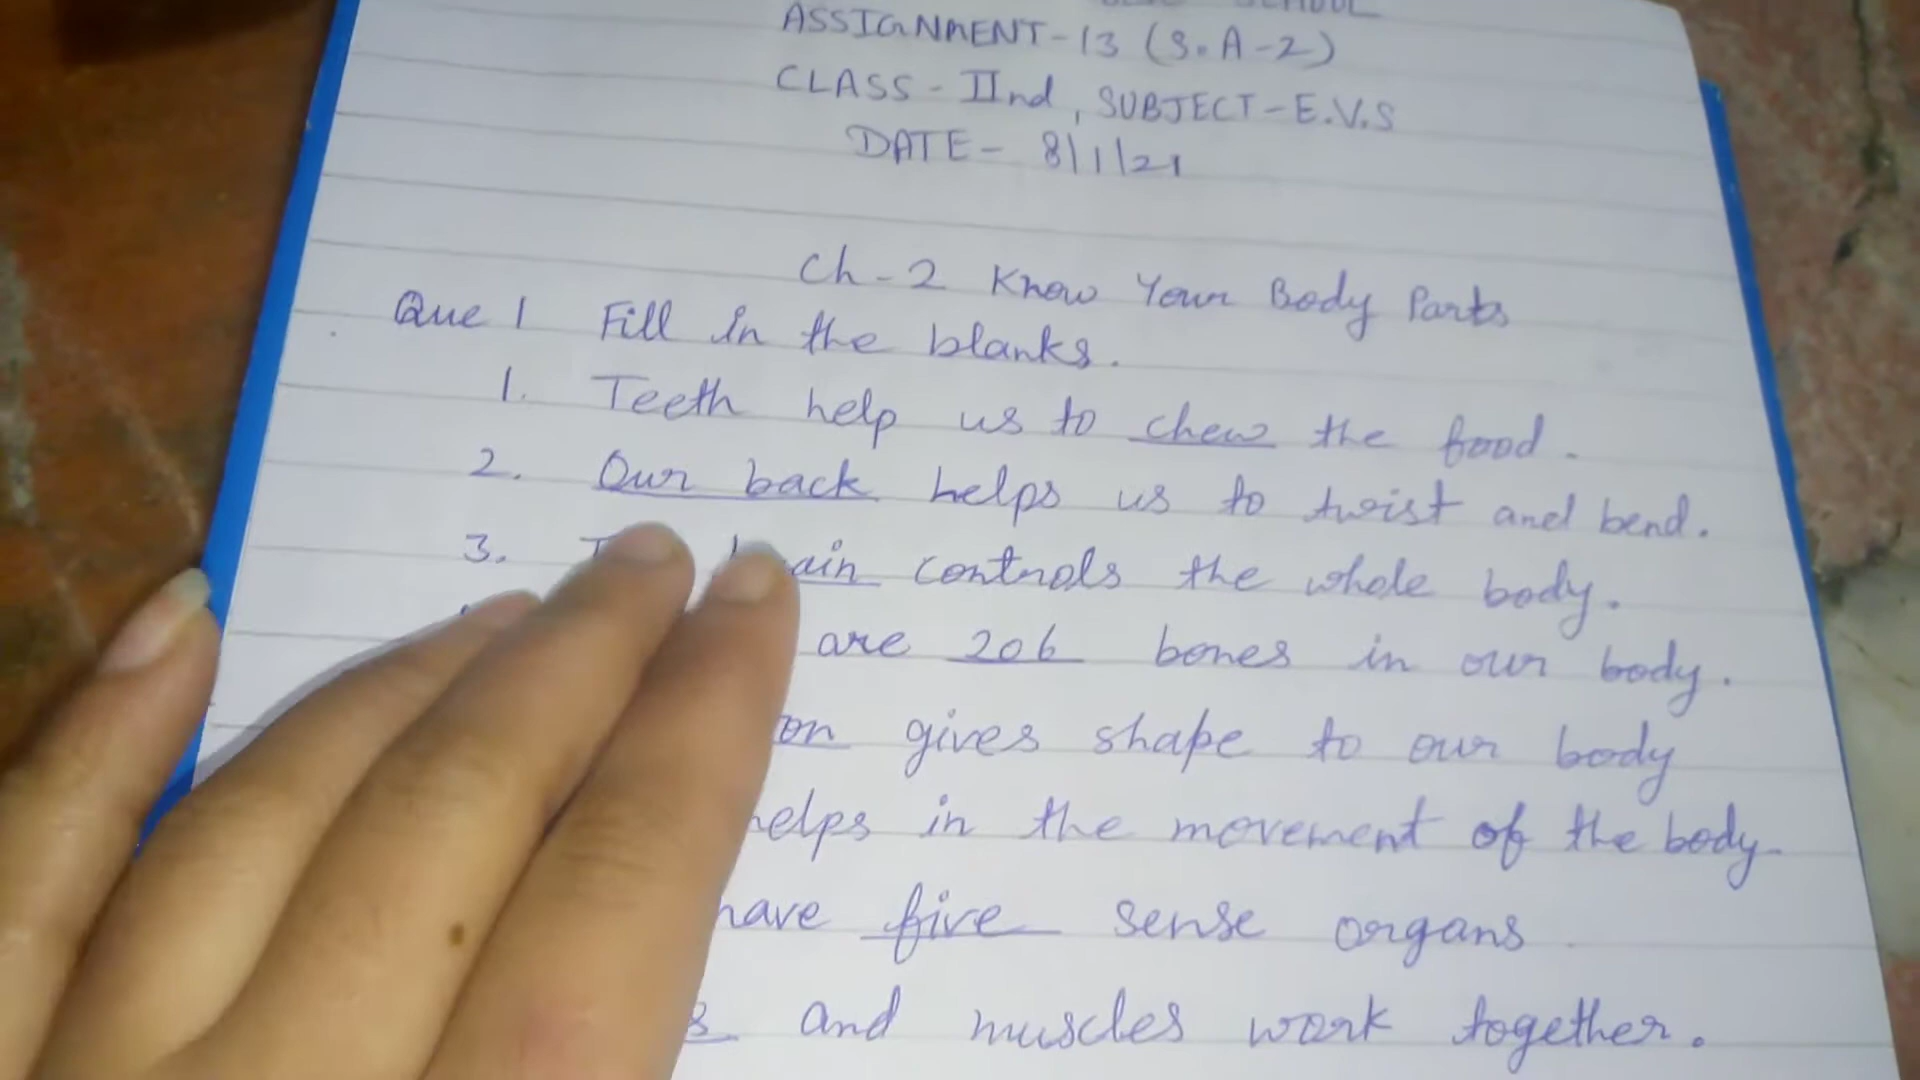 SCHOOL
ASSIGNMENT-13 (S.A-2)
CLASS - IInd, SUBJECT-E.V.S
DATE- 8/1/21
Ch-2 Know Your Body Parts
Que 1 Fill in the blanks.
1. Teeth help us to chew the food.
2. Our back helps us to twist and bend.
3. controls the whole body.
are 206 bones in our body.
gives shape to our body
helps in the movement of the body.
have five sense organs
and muscles work together.